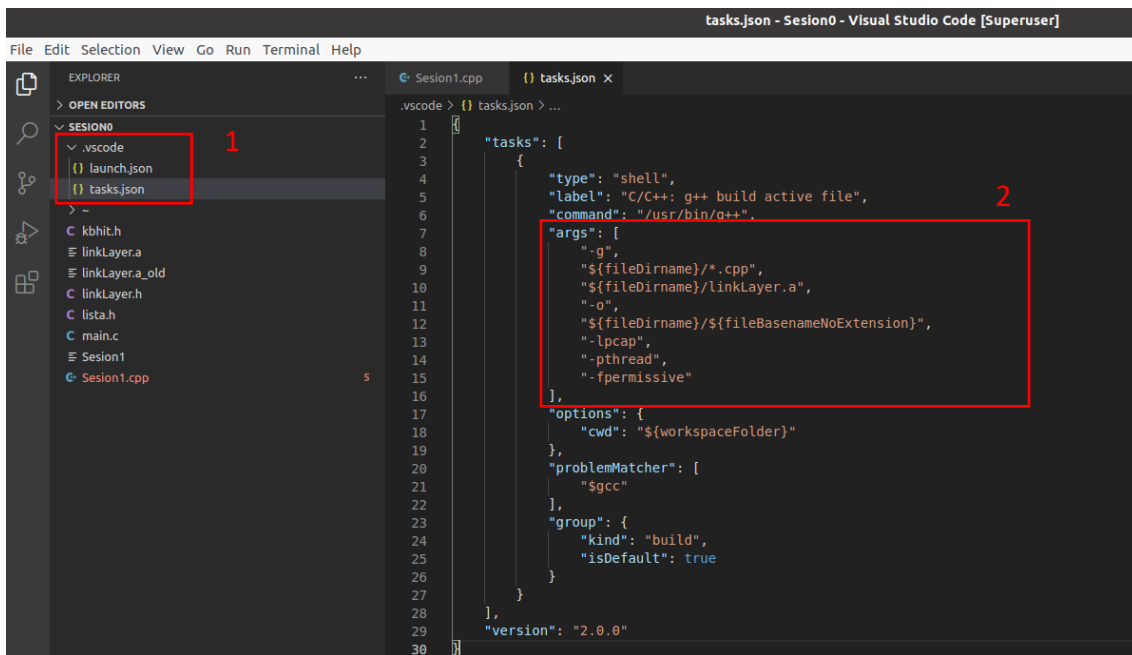 tasks.json - Sesion0 - Visual Studio Code [Superuser]
File Edit Selection View Go Run Terminal Help
EXPLORER ...
> OPEN EDITORS
SESION0
.vscode
1
{} launch.json
{} tasks.json
> ~
C kbhit.h
linkLayer.a
linkLayer.a_old
C linkLayer.h
C lista.h
C main.c
Sesion1
Sesion1.cpp 5
Sesion1.cpp {} tasks.json ×
.vscode > {} tasks.json > ...
1 {
2 "tasks": [
3 {
4 "type": "shell",
5 "label": "C/C++: g++ build active file",
2
6 "command": "/usr/bin/g++",
7 "args": [
8 "-g",
9 "${fileDirname}/*.cpp",
10 "${fileDirname}/linkLayer.a",
11 "-o",
12 "${fileDirname}/${fileBasenameNoExtension}",
13 "-lpcap",
14 "-pthread",
15 "-fpermissive"
16 ],
17 "options": {
18 "cwd": "${workspaceFolder}"
19 },
20 "problemMatcher": [
21 "$gcc"
22 ],
23 "group": {
24 "kind": "build",
25 "isDefault": true
26 }
27 }
28 ],
29 "version": "2.0.0"
30 }